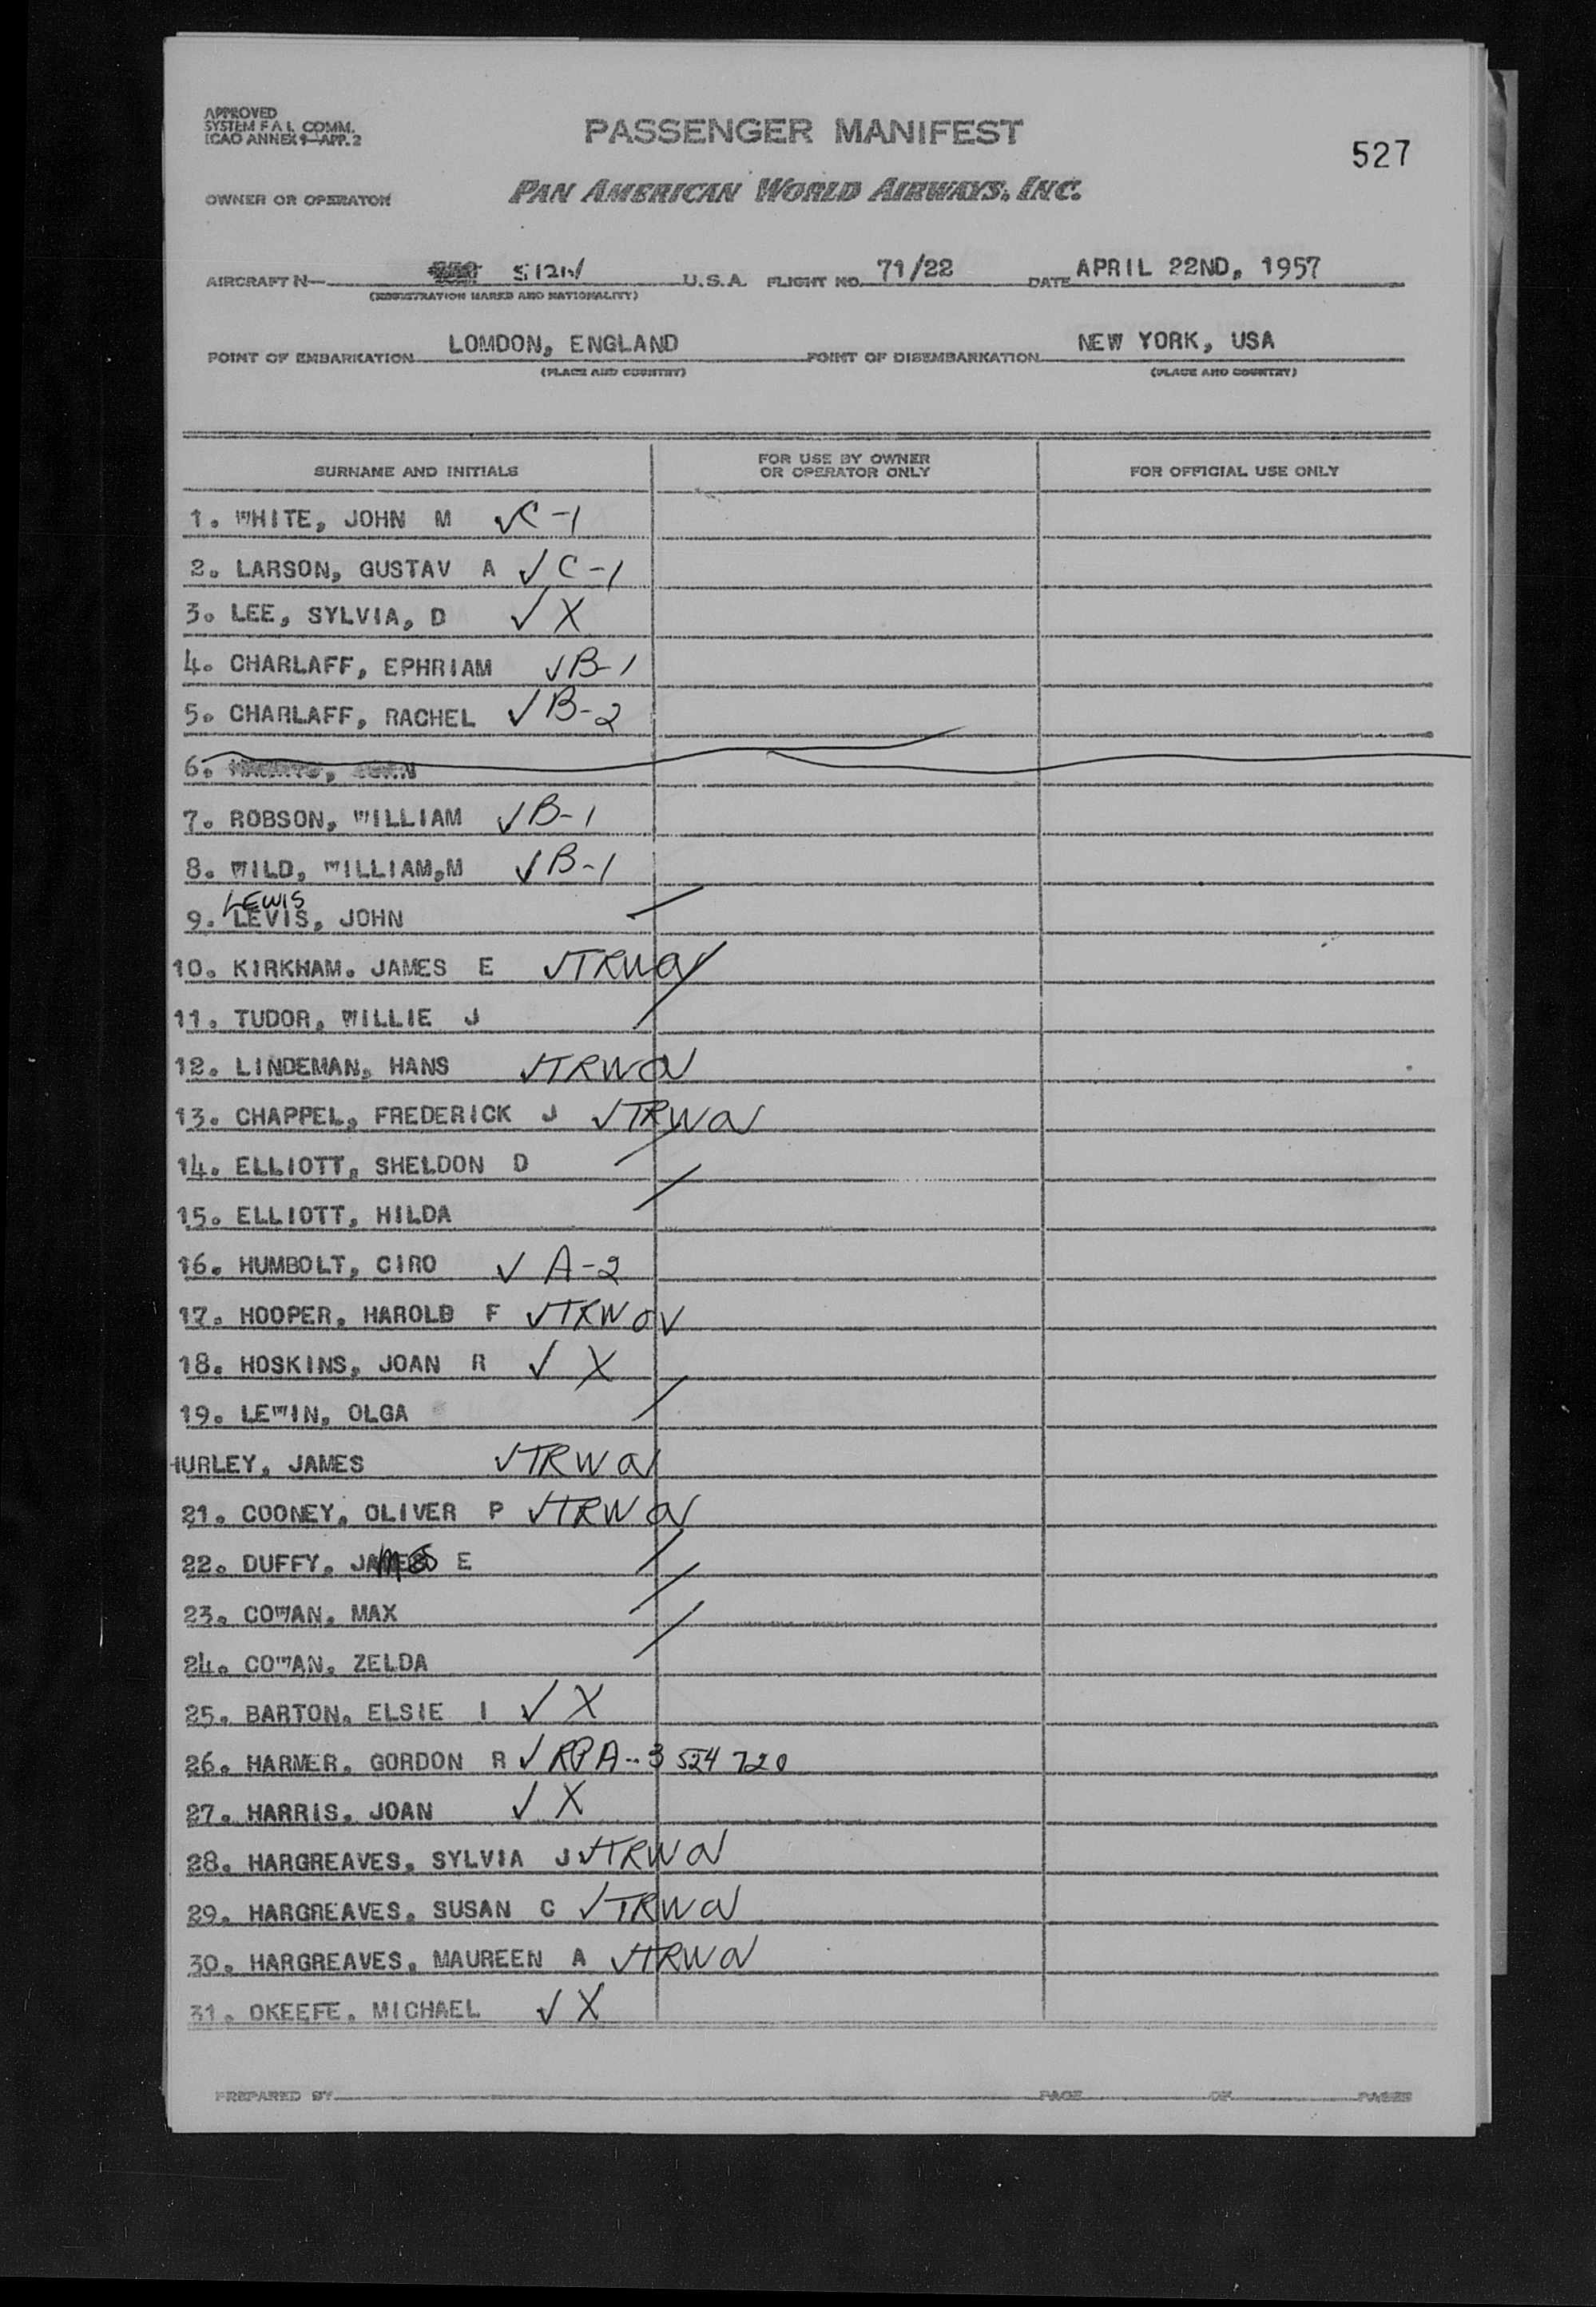 APPROVED
SYSTEM F A L COMM.
ICAO ANNEX 9—APP. 2
PASSENGER MANIFEST
527
OWNER OR OPERATOR
PAN AMERICAN WORLD AIRWAYS, INC.
AIRCRAFT N— U.S.A. FLIGHT NO. 71/22 DATE APRIL 22ND, 1957
(REGISTRATION MARKS AND NATIONALITY)
POINT OF EMBARKATION LOMDON, ENGLAND POINT OF DISEMBARKATION NEW YORK, USA
(PLACE AND COUNTRY) (PLACE AND COUNTRY)
SURNAME AND INITIALS FOR USE BY OWNER OR OPERATOR ONLY FOR OFFICIAL USE ONLY
1. WHITE, JOHN M ✓C-1
2. LARSON, GUSTAV A ✓ C-1
3. LEE, SYLVIA, D ✓ X
4. CHARLAFF, EPHRIAM ✓B-1
5. CHARLAFF, RACHEL ✓B-2
6.
7. ROBSON, WILLIAM ✓B-1
8. WILD, WILLIAM,M ✓B-1
LEWIS
9. LEVIS, JOHN
10. KIRKHAM. JAMES E ✓TRWOV
11. TUDOR, WILLIE J
12. LINDEMAN, HANS ✓TRWOV
13. CHAPPEL, FREDERICK J ✓TRWOV
14. ELLIOTT, SHELDON D
15. ELLIOTT, HILDA
16. HUMBOLT, CIRO ✓ A-2
17. HOOPER, HAROLD F ✓TRWOV
18. HOSKINS, JOAN R ✓ X
19. LEWIN, OLGA
HURLEY, JAMES ✓TRWOV
21. COONEY, OLIVER P ✓TRWOV
22. DUFFY, JAMES E
23. COWAN, MAX
24. COWAN, ZELDA
25. BARTON, ELSIE I ✓ X
26. HARMER, GORDON R ✓ RPA-3 524 720
27. HARRIS, JOAN ✓ X
28. HARGREAVES, SYLVIA J ✓TRWOV
29. HARGREAVES, SUSAN C ✓TRWOV
30. HARGREAVES, MAUREEN A ✓TRWOV
31. OKEEFE, MICHAEL ✓ X
PREPARED BY PAGE OF PAGES